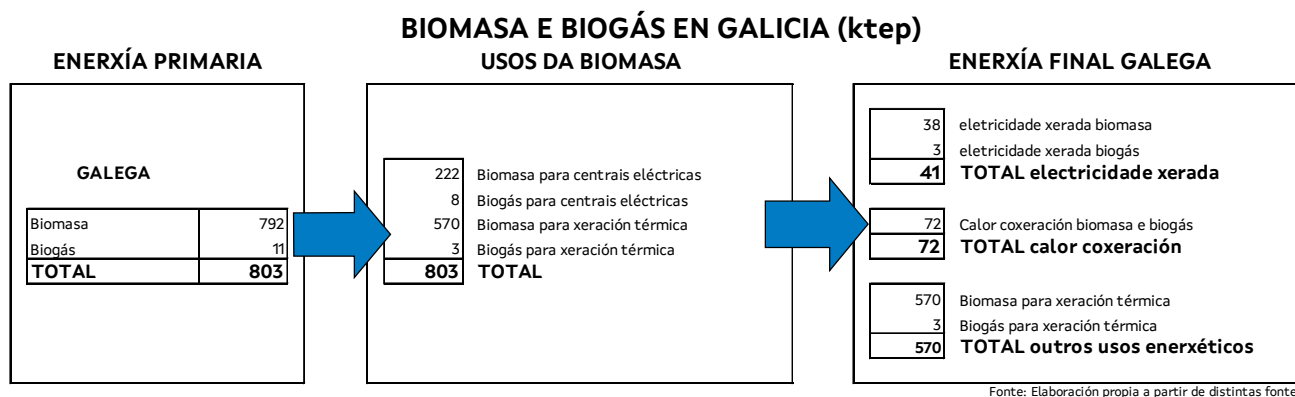 BIOMASA E BIOGÁS EN GALICIA (ktep)
ENERXÍA PRIMARIA
GALEGA
Biomasa 792
Biogás 11
TOTAL 803
USOS DA BIOMASA
222 Biomasa para centrais eléctricas
8 Biogás para centrais eléctricas
570 Biomasa para xeración térmica
3 Biogás para xeración térmica
803 TOTAL
ENERXÍA FINAL GALEGA
38 eletricidade xerada biomasa
3 eletricidade xerada biogás
41 TOTAL electricidade xerada
72 Calor coxeración biomasa e biogás
72 TOTAL calor coxeración
570 Biomasa para xeración térmica
3 Biogás para xeración térmica
570 TOTAL outros usos enerxéticos
Fonte: Elaboración propia a partir de distintas fonte